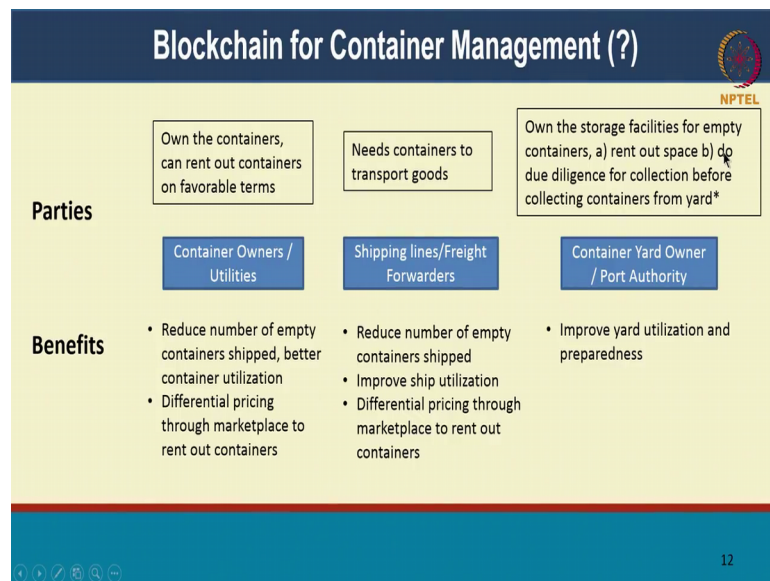 Blockchain for Container Management (?)
NPTEL
Parties
Own the containers,
can rent out containers
on favorable terms
Needs containers to
transport goods
Own the storage facilities for empty
containers, a) rent out space b) do
due diligence for collection before
collecting containers from yard*
Container Owners /
Utilities
Shipping lines/Freight
Forwarders
Container Yard Owner
/ Port Authority
Benefits
• Reduce number of empty
containers shipped, better
container utilization
• Differential pricing
through marketplace to
rent out containers
• Reduce number of empty
containers shipped
• Improve ship utilization
• Differential pricing through
marketplace to rent out
containers
• Improve yard utilization and
preparedness
12